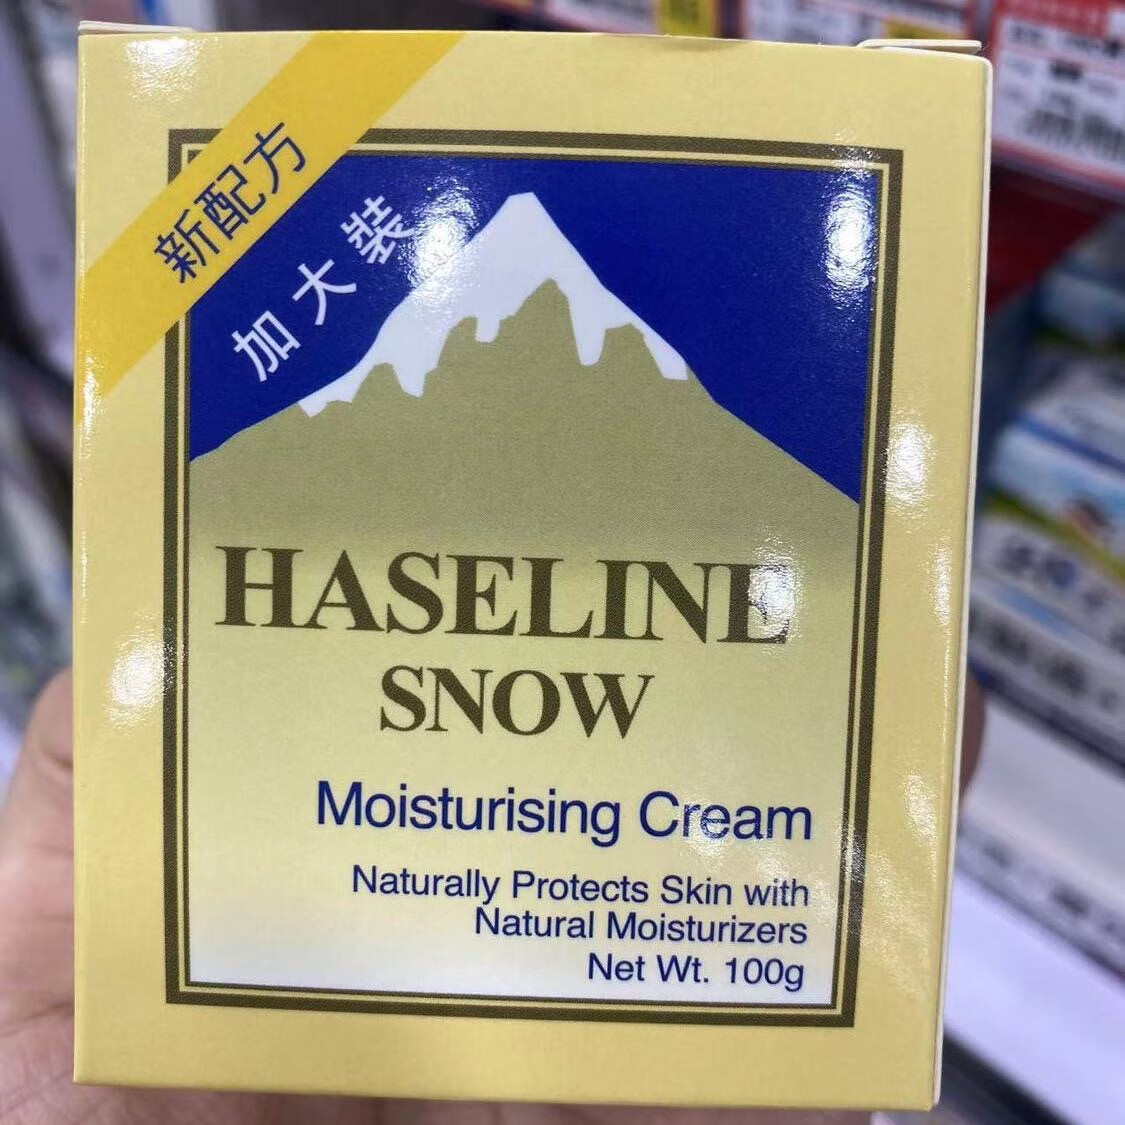 新配方
加大裝
HASELINE
SNOW
Moisturising Cream
Naturally Protects Skin with
Natural Moisturizers
Net Wt. 100g